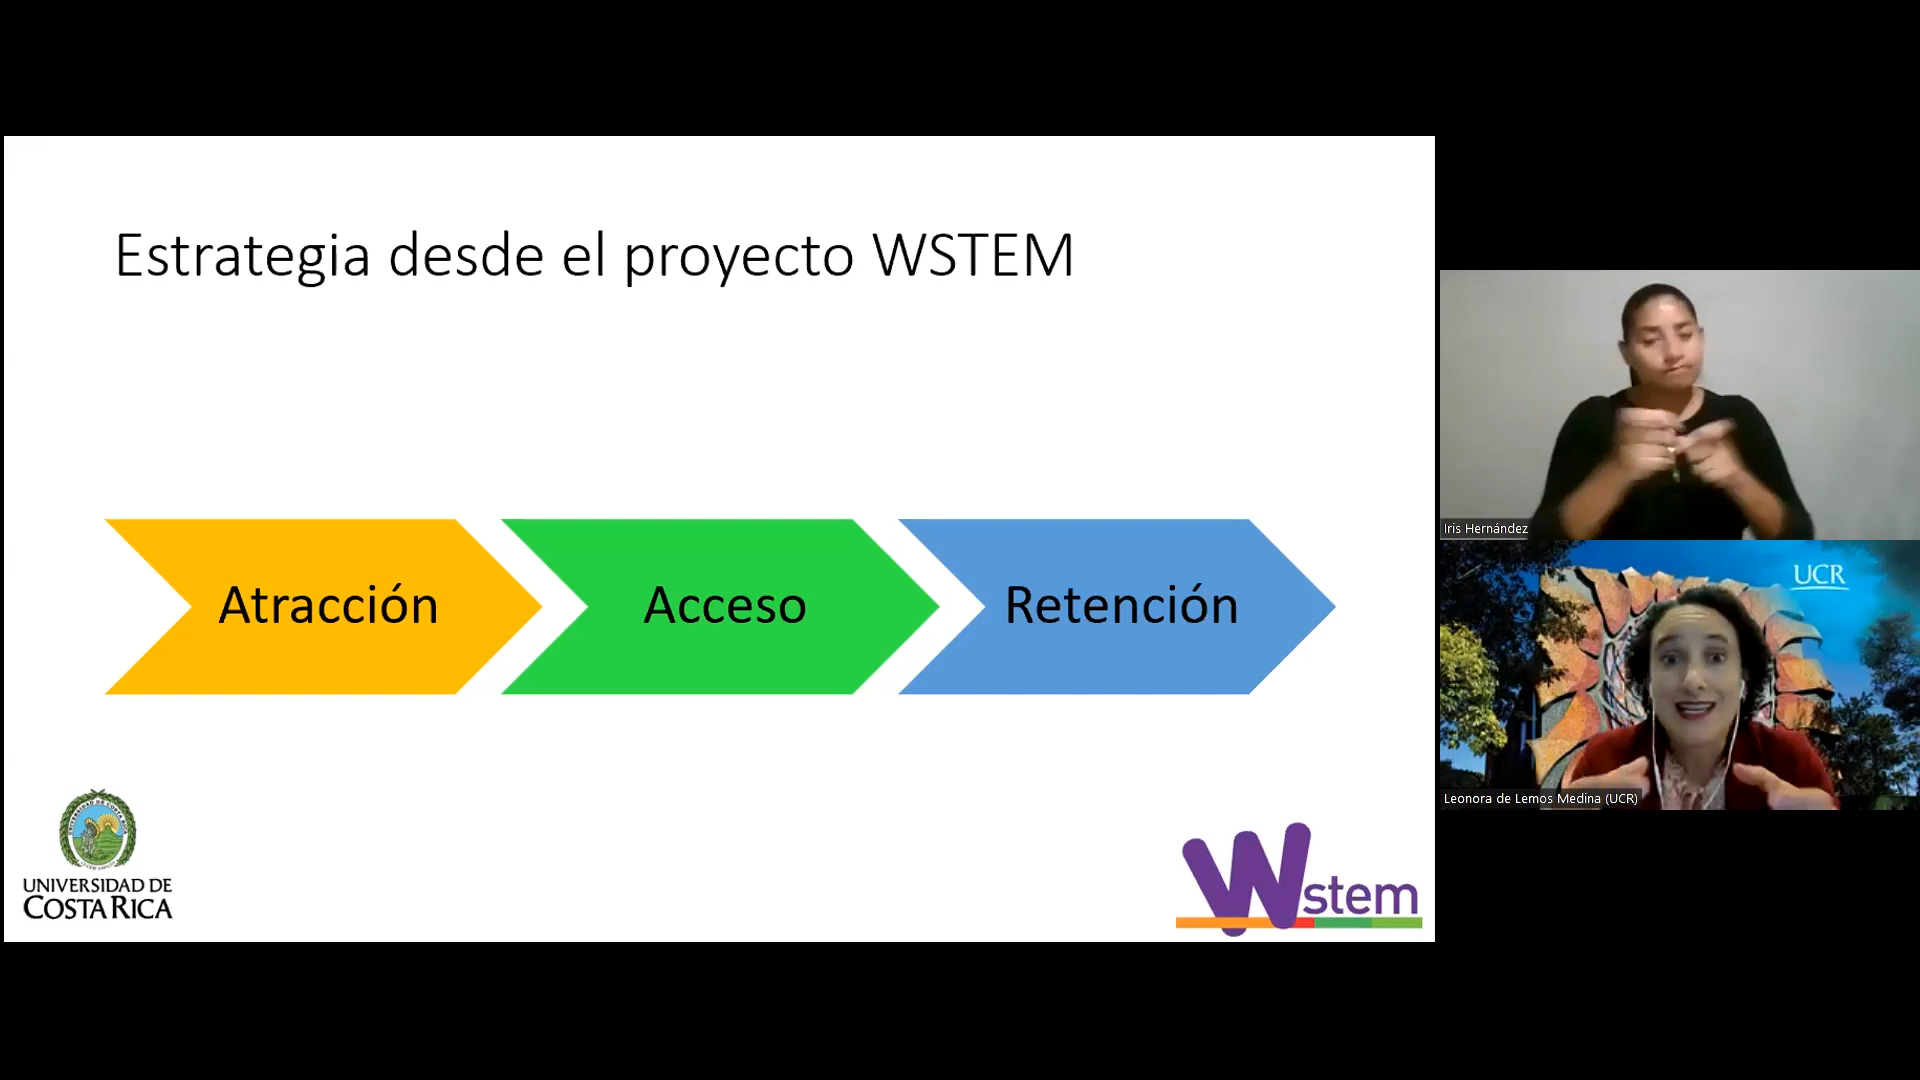 Estrategia desde el proyecto WSTEM
Atracción
Acceso
Retención
UNIVERSIDAD DE
COSTA RICA
Wstem
Iris Hernández
UCR
Leonora de Lemos Medina (UCR)